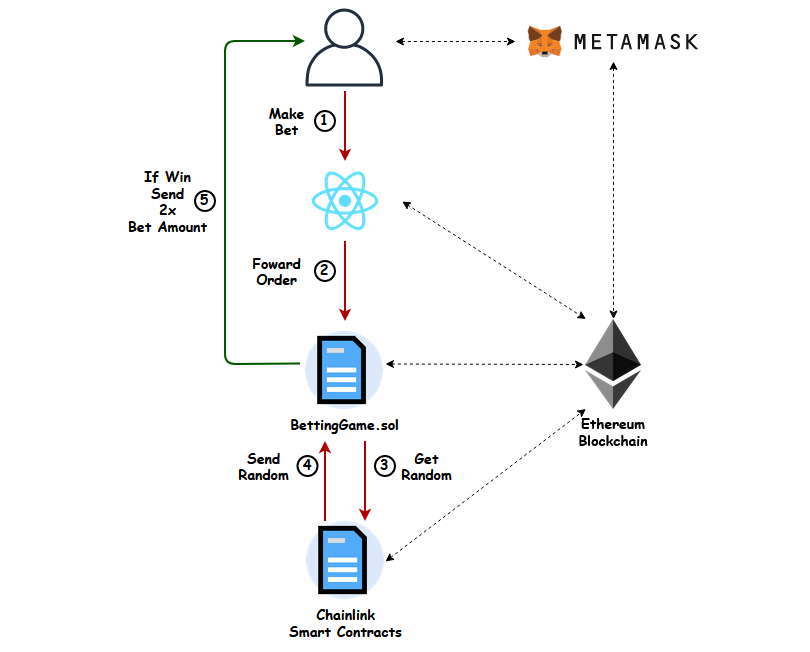 METAMASK
Make
Bet
1
If Win
Send
2x
Bet Amount
5
Foward
Order
2
BettingGame.sol
Send
Random
4
3
Get
Random
Ethereum
Blockchain
Chainlink
Smart Contracts